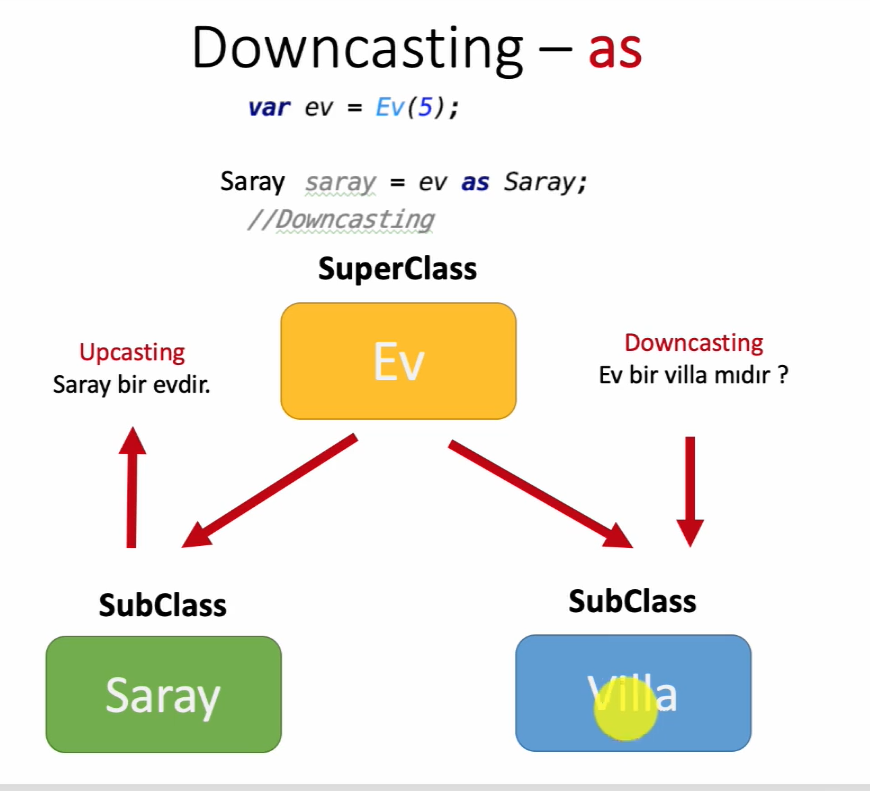 Downcasting – as
var ev = Ev(5);
Saray saray = ev as Saray;
//Downcasting
SuperClass
Ev
Upcasting
Saray bir evdir.
Downcasting
Ev bir villa mıdır ?
SubClass
Saray
SubClass
Villa